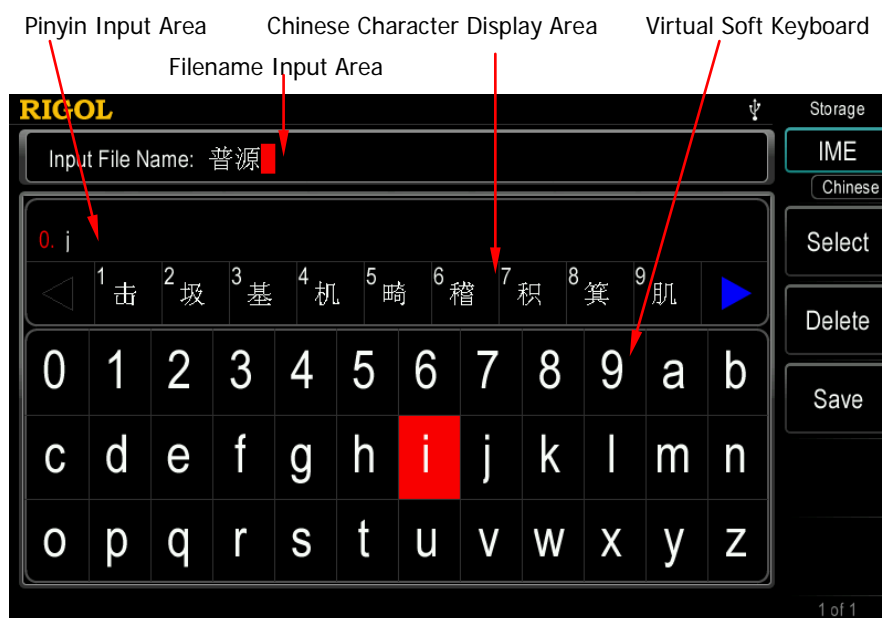 Pinyin Input Area
Chinese Character Display Area
Virtual Soft Keyboard
Filename Input Area
RIGOL
Storage
Input File Name: 普源
IME
Chinese
0. j
Select
1 击 2 圾 3 基 4 机 5 畸 6 稽 7 积 8 箕 9 肌
Delete
0 1 2 3 4 5 6 7 8 9 a b
Save
c d e f g h i j k l m n
o p q r s t u v w x y z
1 of 1